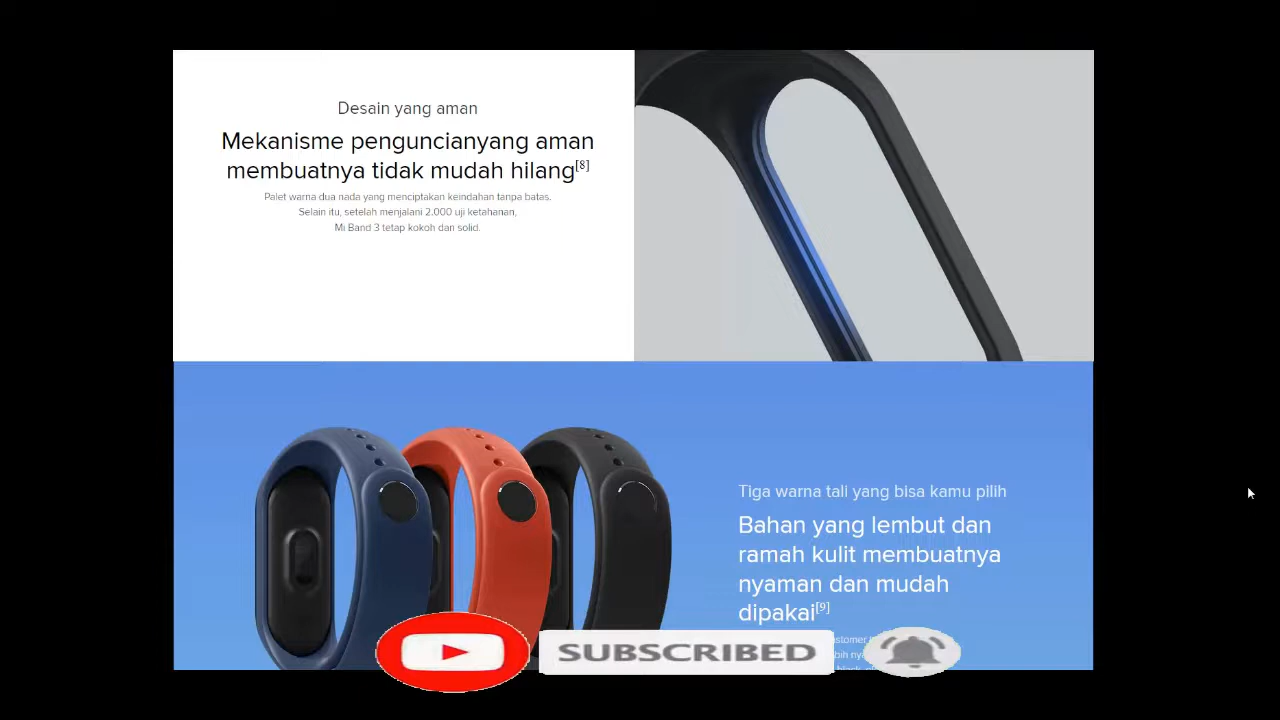 Desain yang aman
Mekanisme penguncianyang aman
membuatnya tidak mudah hilang[8]
Palet warna dua nada yang menciptakan keindahan tanpa batas.
Selain itu, setelah menjalani 2.000 uji ketahanan,
Mi Band 3 tetap kokoh dan solid.
Tiga warna tali yang bisa kamu pilih
Bahan yang lembut dan
ramah kulit membuatnya
nyaman dan mudah
dipakai[9]
SUBSCRIBED